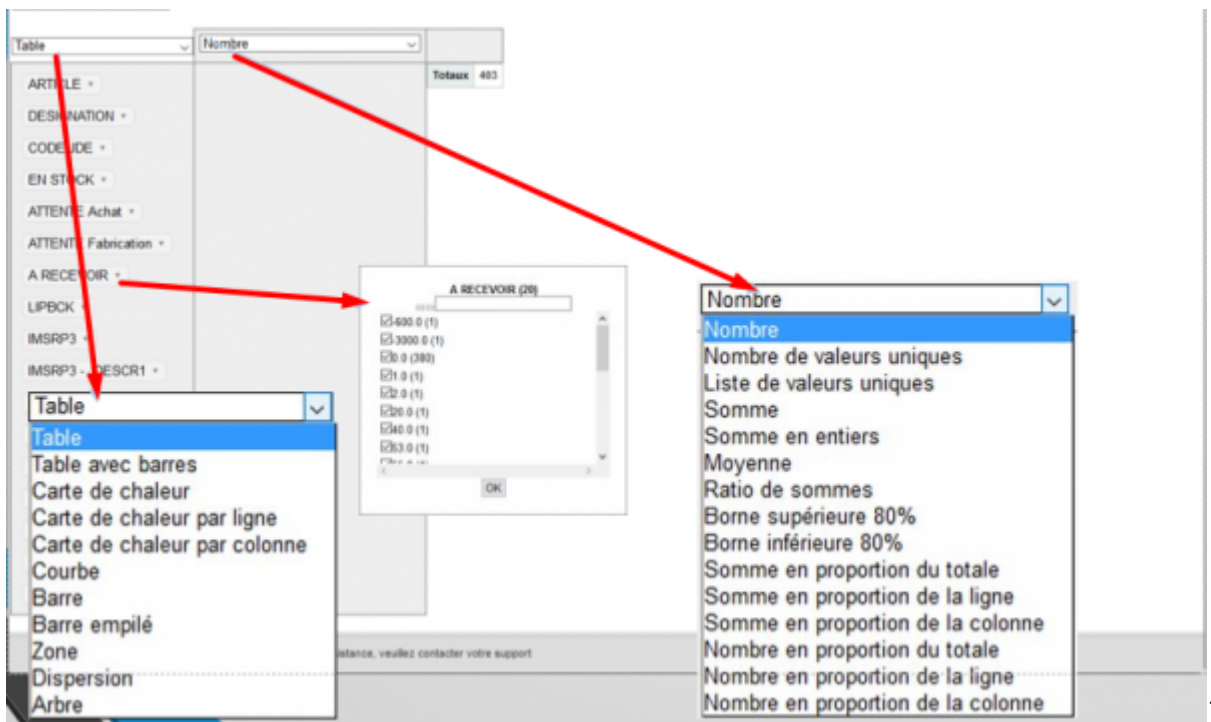 Table
Nombre
Totaux 403
ARTICLE
DESIGNATION
CODEUDE
EN STOCK
ATTENTE Achat
ATTENTE Fabrication
A RECEVOIR
LIPBCK
IMSRP3
IMSRP3 - DESCR1
A RECEVOIR (20)
-600.0 (1)
-3000.0 (1)
0.0 (380)
1.0 (1)
2.0 (1)
20.0 (1)
40.0 (1)
53.0 (1)
OK
Table
Table
Table avec barres
Carte de chaleur
Carte de chaleur par ligne
Carte de chaleur par colonne
Courbe
Barre
Barre empilé
Zone
Dispersion
Arbre
Nombre
Nombre
Nombre de valeurs uniques
Liste de valeurs uniques
Somme
Somme en entiers
Moyenne
Ratio de sommes
Borne supérieure 80%
Borne inférieure 80%
Somme en proportion du totale
Somme en proportion de la ligne
Somme en proportion de la colonne
Nombre en proportion du totale
Nombre en proportion de la ligne
Nombre en proportion de la colonne
istance, veuillez contacter votre support